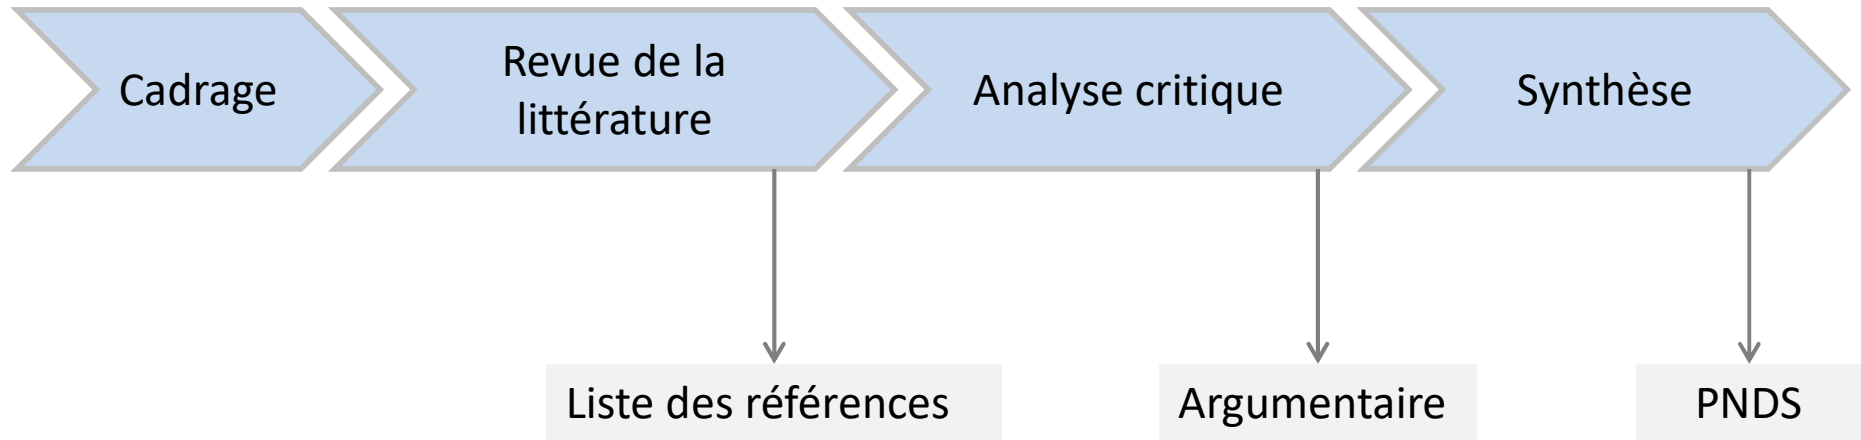 Cadrage
Revue de la
littérature
Analyse critique
Synthèse
Liste des références
Argumentaire
PNDS